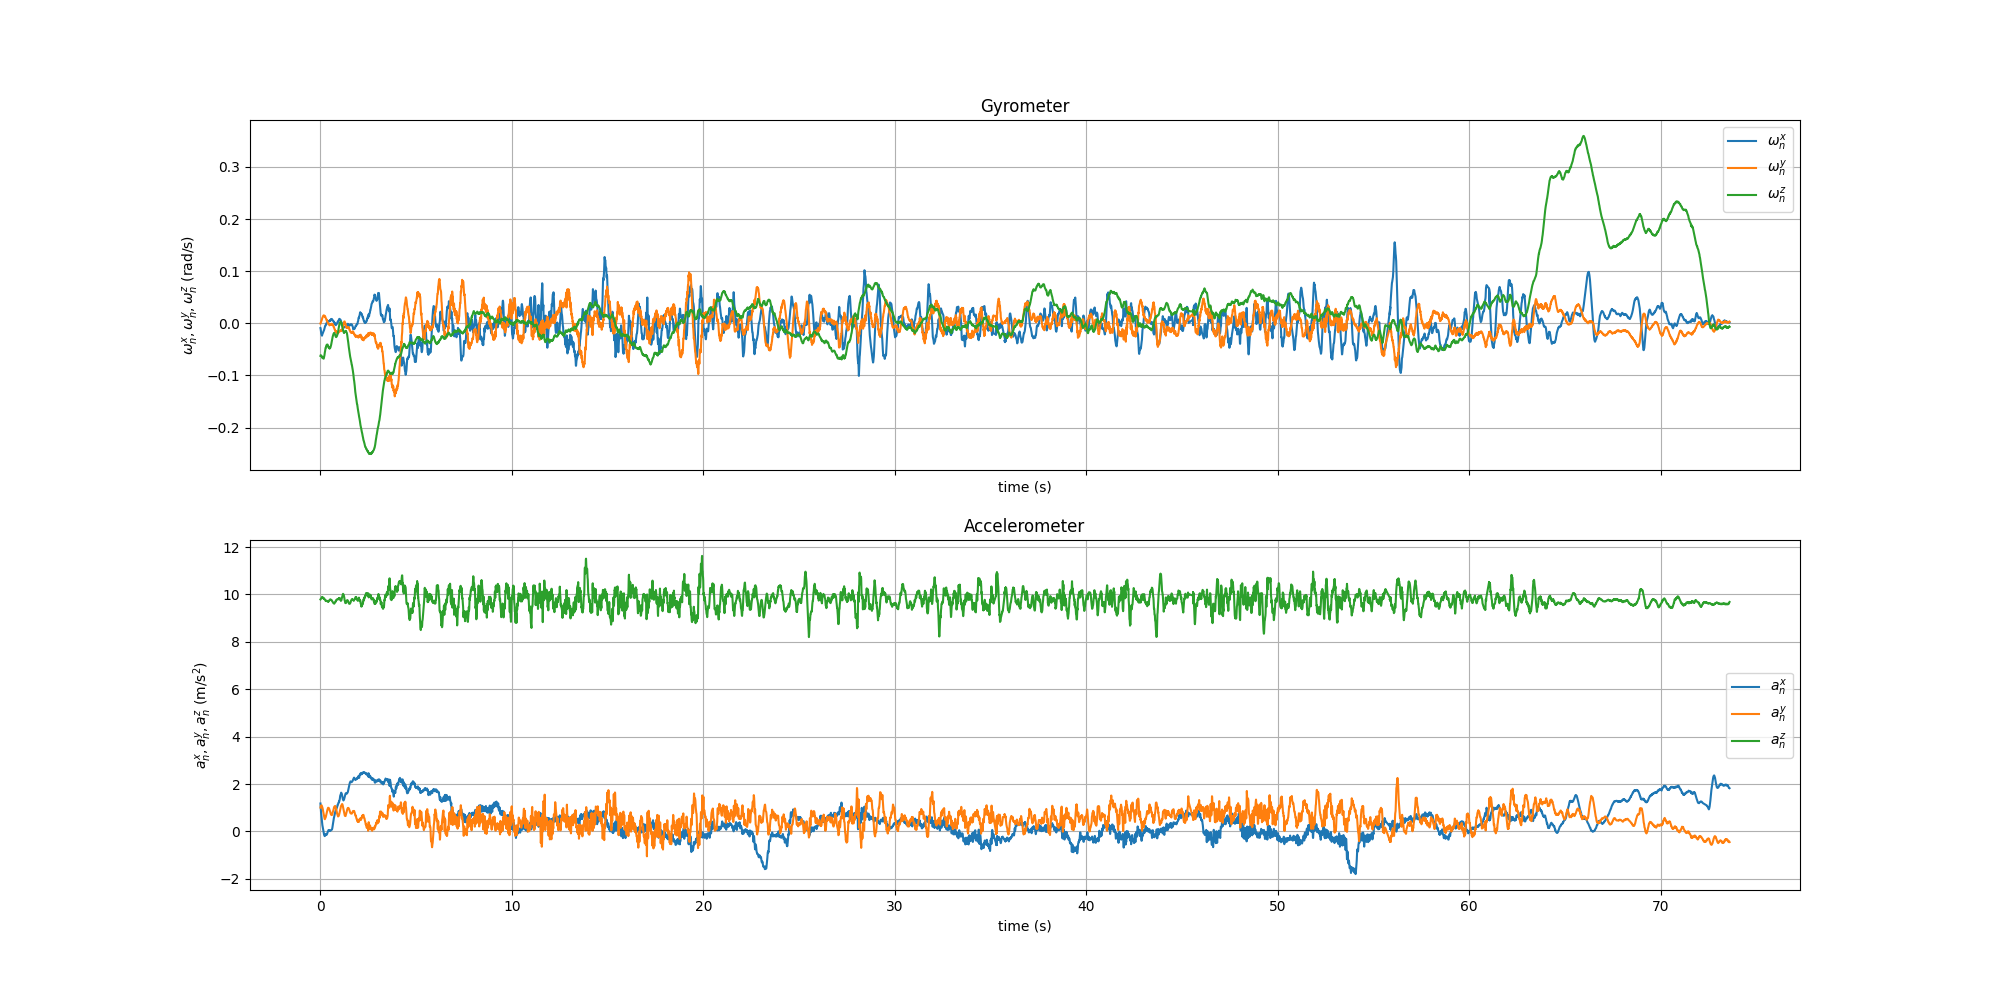 Gyrometer
0.3
0.2
0.1
0.0
−0.1
−0.2
ωₙˣ, ωₙʸ, ωₙᶻ (rad/s)
ωₙˣ
ωₙʸ
ωₙᶻ
time (s)
Accelerometer
12
10
8
6
4
2
0
−2
aₙˣ, aₙʸ, aₙᶻ (m/s²)
aₙˣ
aₙʸ
aₙᶻ
0 10 20 30 40 50 60 70
time (s)